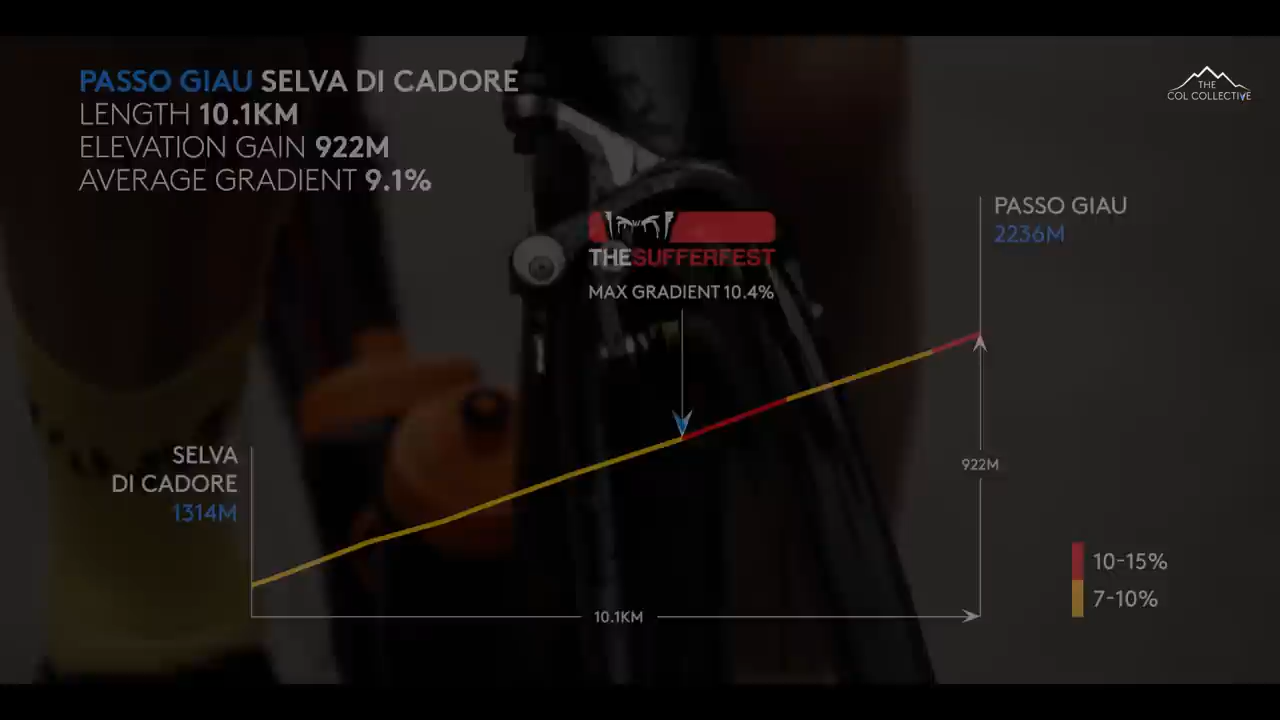 PASSO GIAU SELVA DI CADORE
LENGTH 10.1KM
ELEVATION GAIN 922M
AVERAGE GRADIENT 9.1%
THE
COL COLLECTIVE
THESUFFERFEST
MAX GRADIENT 10.4%
PASSO GIAU
2236M
SELVA
DI CADORE
1314M
922M
10.1KM
10-15%
7-10%